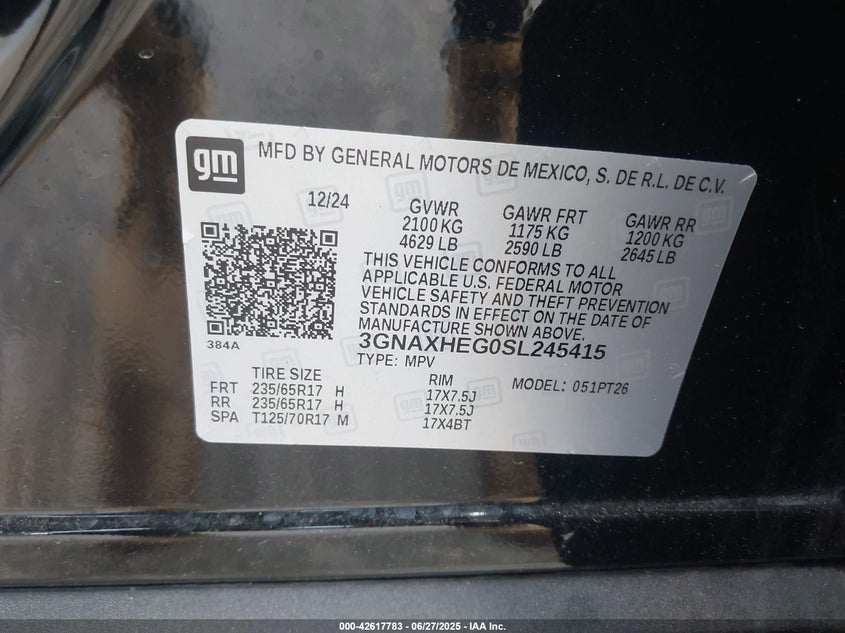 gm
MFD BY GENERAL MOTORS DE MEXICO, S. DE R.L. DE C.V.
12/24
GVWR GAWR FRT GAWR RR
2100 KG 1175 KG 1200 KG
4629 LB 2590 LB 2645 LB
THIS VEHICLE CONFORMS TO ALL
APPLICABLE U.S. FEDERAL MOTOR
VEHICLE SAFETY AND THEFT PREVENTION
STANDARDS IN EFFECT ON THE DATE OF
MANUFACTURE SHOWN ABOVE.
384A
3GNAXHEG0SL245415
TYPE: MPV
TIRE SIZE RIM MODEL: 051PT26
FRT 235/65R17 H 17X7.5J
RR 235/65R17 H 17X7.5J
SPA T125/70R17 M 17X4BT
000-42617783 - 06/27/2025 - IAA Inc.